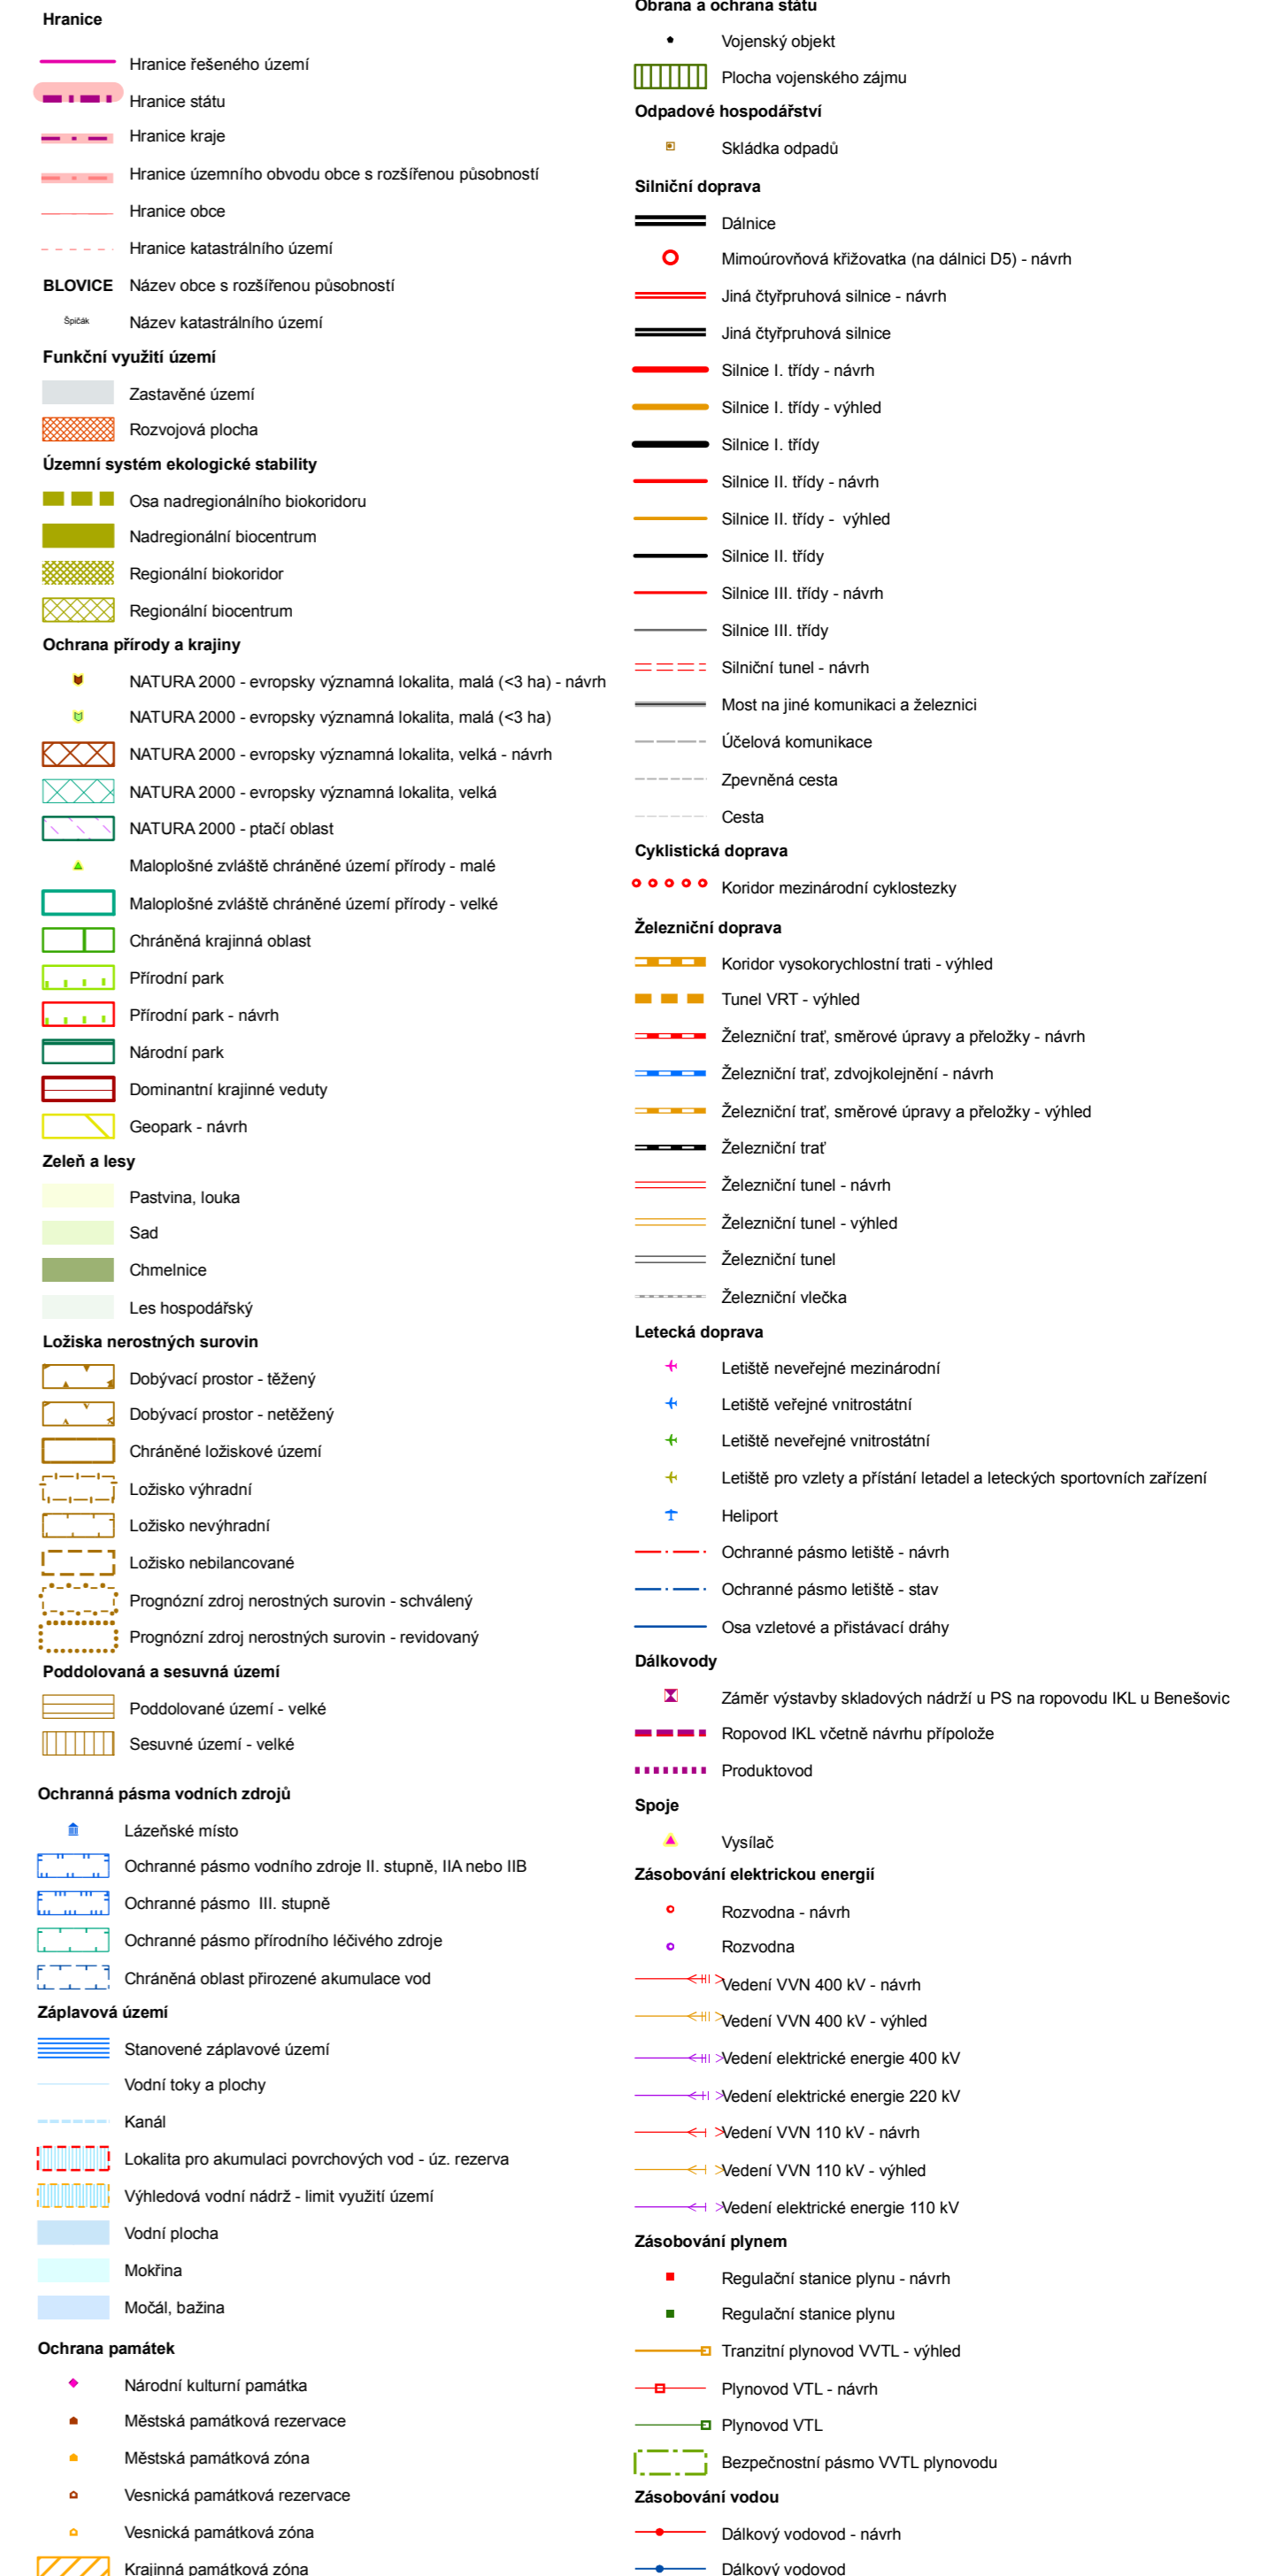 Hranice
Hranice řešeného území
Hranice státu
Hranice kraje
Hranice územního obvodu obce s rozšířenou působností
Hranice obce
Hranice katastrálního území
BLOVICE Název obce s rozšířenou působností
Špičák Název katastrálního území
Funkční využití území
Zastavěné území
Rozvojová plocha
Územní systém ekologické stability
Osa nadregionálního biokoridoru
Nadregionální biocentrum
Regionální biokoridor
Regionální biocentrum
Ochrana přírody a krajiny
NATURA 2000 - evropsky významná lokalita, malá (<3 ha) - návrh
NATURA 2000 - evropsky významná lokalita, malá (<3 ha)
NATURA 2000 - evropsky významná lokalita, velká - návrh
NATURA 2000 - evropsky významná lokalita, velká
NATURA 2000 - ptačí oblast
Maloplošné zvláště chráněné území přírody - malé
Maloplošné zvláště chráněné území přírody - velké
Chráněná krajinná oblast
Přírodní park
Přírodní park - návrh
Národní park
Dominantní krajinné veduty
Geopark - návrh
Zeleň a lesy
Pastvina, louka
Sad
Chmelnice
Les hospodářský
Ložiska nerostných surovin
Dobývací prostor - těžený
Dobývací prostor - netěžený
Chráněné ložiskové území
Ložisko výhradní
Ložisko nevýhradní
Ložisko nebilancované
Prognózní zdroj nerostných surovin - schválený
Prognózní zdroj nerostných surovin - revidovaný
Poddolovaná a sesuvná území
Poddolované území - velké
Sesuvné území - velké
Ochranná pásma vodních zdrojů
Lázeňské místo
Ochranné pásmo vodního zdroje II. stupně, IIA nebo IIB
Ochranné pásmo III. stupně
Ochranné pásmo přírodního léčivého zdroje
Chráněná oblast přirozené akumulace vod
Záplavová území
Stanovené záplavové území
Vodní toky a plochy
Kanál
Lokalita pro akumulaci povrchových vod - úz. rezerva
Výhledová vodní nádrž - limit využití území
Vodní plocha
Mokřina
Močál, bažina
Ochrana památek
Národní kulturní památka
Městská památková rezervace
Městská památková zóna
Vesnická památková rezervace
Vesnická památková zóna
Krajinná památková zóna
Obrana a ochrana státu
Vojenský objekt
Plocha vojenského zájmu
Odpadové hospodářství
Skládka odpadů
Silniční doprava
Dálnice
Mimoúrovňová křižovatka (na dálnici D5) - návrh
Jiná čtyřpruhová silnice - návrh
Jiná čtyřpruhová silnice
Silnice I. třídy - návrh
Silnice I. třídy - výhled
Silnice I. třídy
Silnice II. třídy - návrh
Silnice II. třídy - výhled
Silnice II. třídy
Silnice III. třídy - návrh
Silnice III. třídy
Silniční tunel - návrh
Most na jiné komunikaci a železnici
Účelová komunikace
Zpevněná cesta
Cesta
Cyklistická doprava
Koridor mezinárodní cyklostezky
Železniční doprava
Koridor vysokorychlostní trati - výhled
Tunel VRT - výhled
Železniční trať, směrové úpravy a přeložky - návrh
Železniční trať, zdvojkolejnění - návrh
Železniční trať, směrové úpravy a přeložky - výhled
Železniční trať
Železniční tunel - návrh
Železniční tunel - výhled
Železniční tunel
Železniční vlečka
Letecká doprava
Letiště neveřejné mezinárodní
Letiště veřejné vnitrostátní
Letiště neveřejné vnitrostátní
Letiště pro vzlety a přístání letadel a leteckých sportovních zařízení
Heliport
Ochranné pásmo letiště - návrh
Ochranné pásmo letiště - stav
Osa vzletové a přistávací dráhy
Dálkovody
Záměr výstavby skladových nádrží u PS na ropovodu IKL u Benešovic
Ropovod IKL včetně návrhu přípolože
Produktovod
Spoje
Vysílač
Zásobování elektrickou energií
Rozvodna - návrh
Rozvodna
Vedení VVN 400 kV - návrh
Vedení VVN 400 kV - výhled
Vedení elektrické energie 400 kV
Vedení elektrické energie 220 kV
Vedení VVN 110 kV - návrh
Vedení VVN 110 kV - výhled
Vedení elektrické energie 110 kV
Zásobování plynem
Regulační stanice plynu - návrh
Regulační stanice plynu
Tranzitní plynovod VVTL - výhled
Plynovod VTL - návrh
Plynovod VTL
Bezpečnostní pásmo VVTL plynovodu
Zásobování vodou
Dálkový vodovod - návrh
Dálkový vodovod